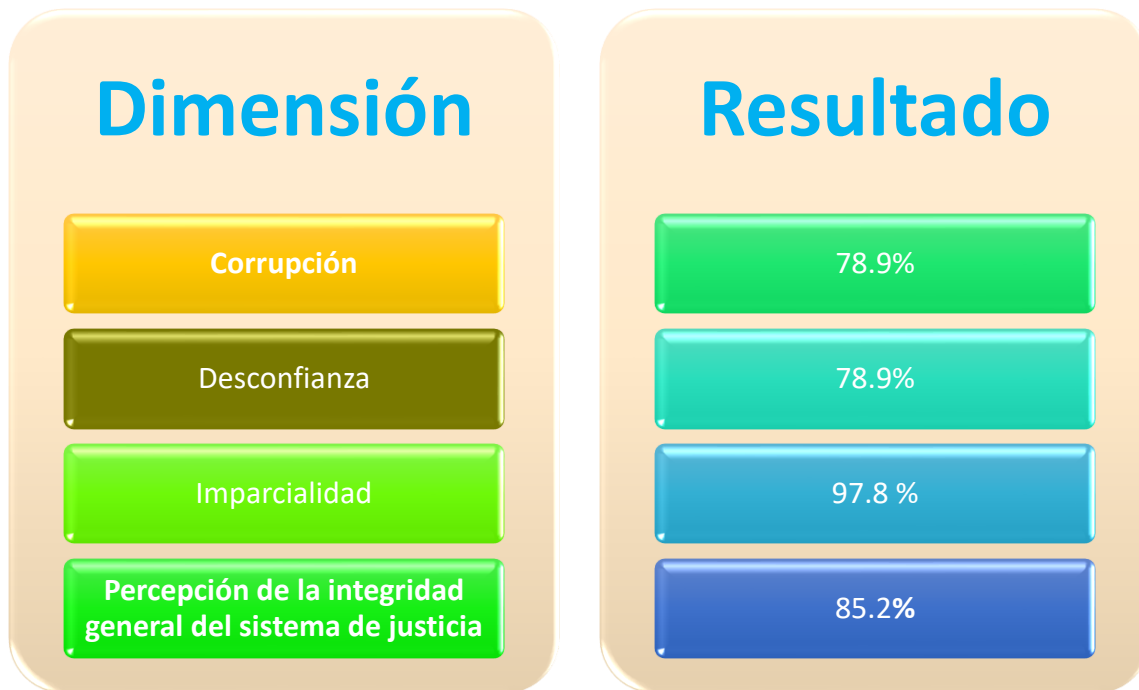 Dimensión
Corrupción
Desconfianza
Imparcialidad
Percepción de la integridad
general del sistema de justicia
Resultado
78.9%
78.9%
97.8 %
85.2%